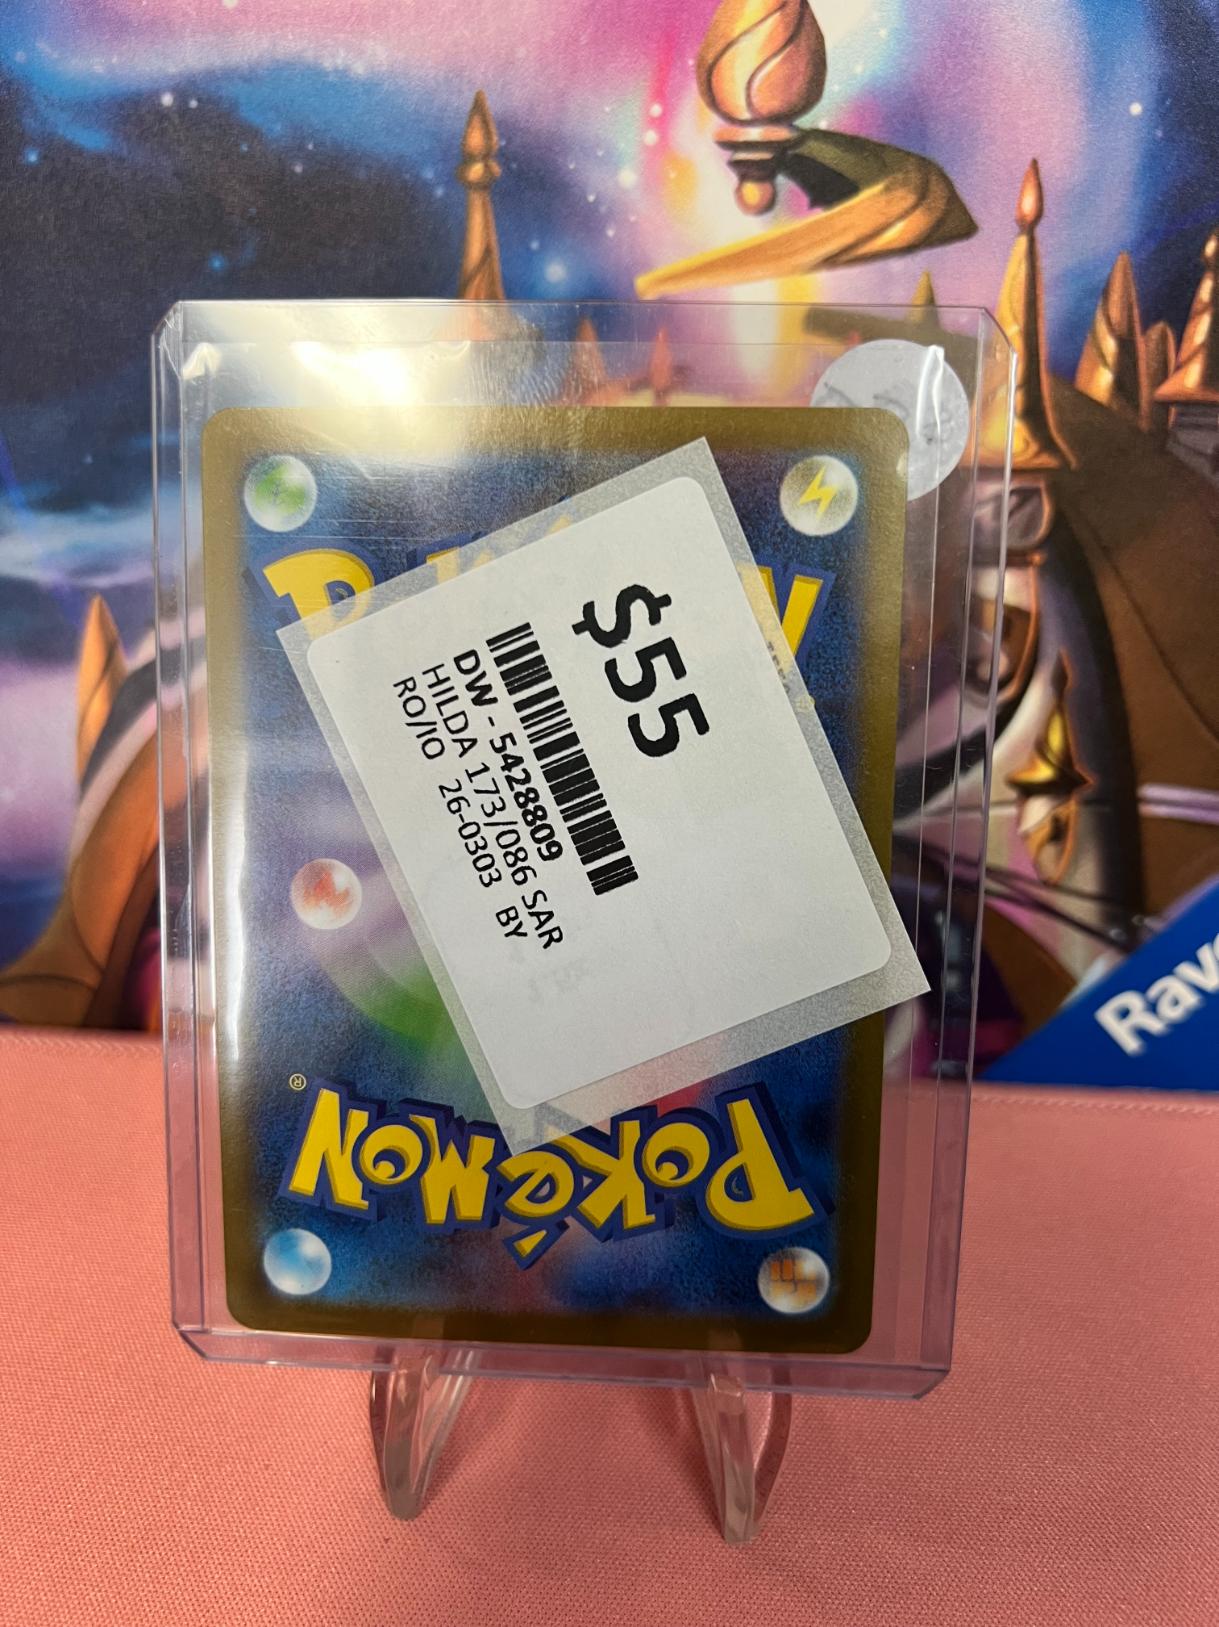 $55
DW - 5428809
HILDA 173/086 SAR
RO/IO 26-0303 BY
POKéMON
®
Rav